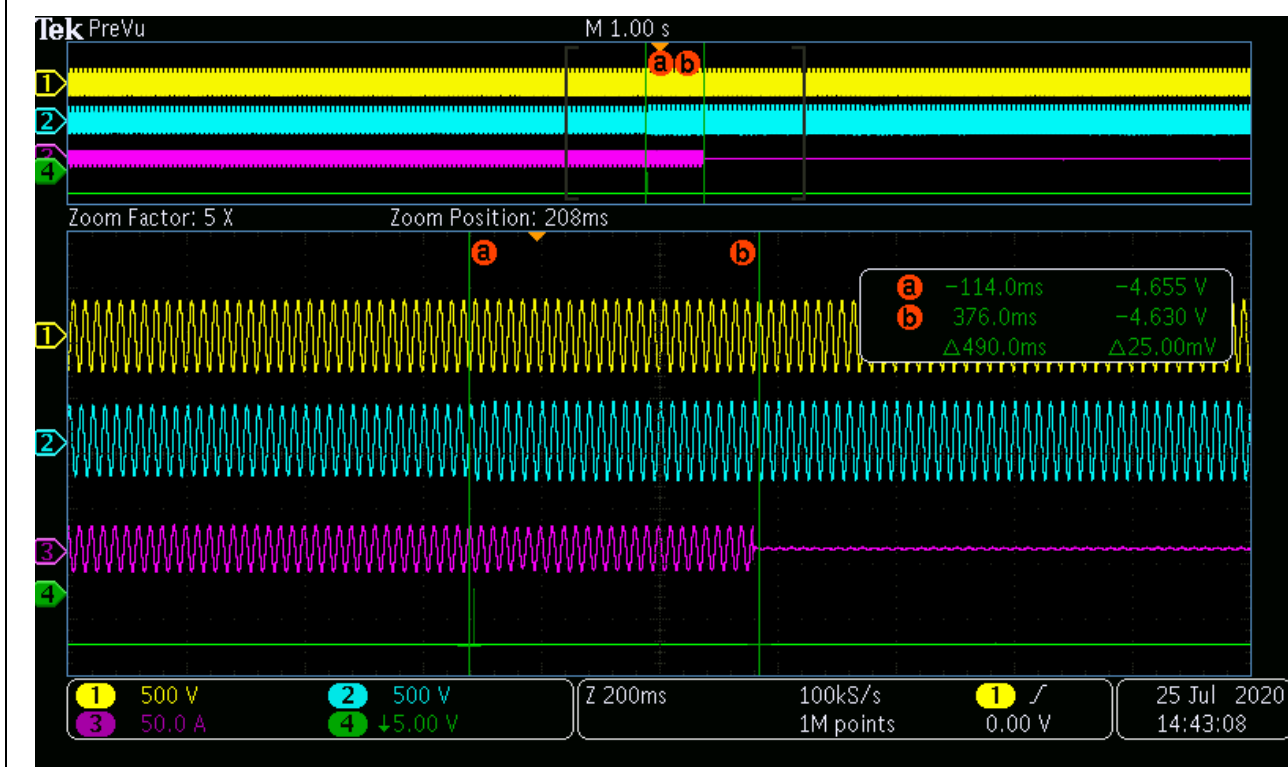 Tek PreVu M 1.00 s
a b
1
2
3
4
Zoom Factor: 5 X Zoom Position: 208ms
a b
a −114.0ms −4.655 V
b 376.0ms −4.630 V
△490.0ms △25.00mV
1
2
3
4
1 500 V 2 500 V Z 200ms 100kS/s 1 ∫ 25 Jul 2020
3 50.0 A 4 ↓5.00 V 1M points 0.00 V 14:43:08